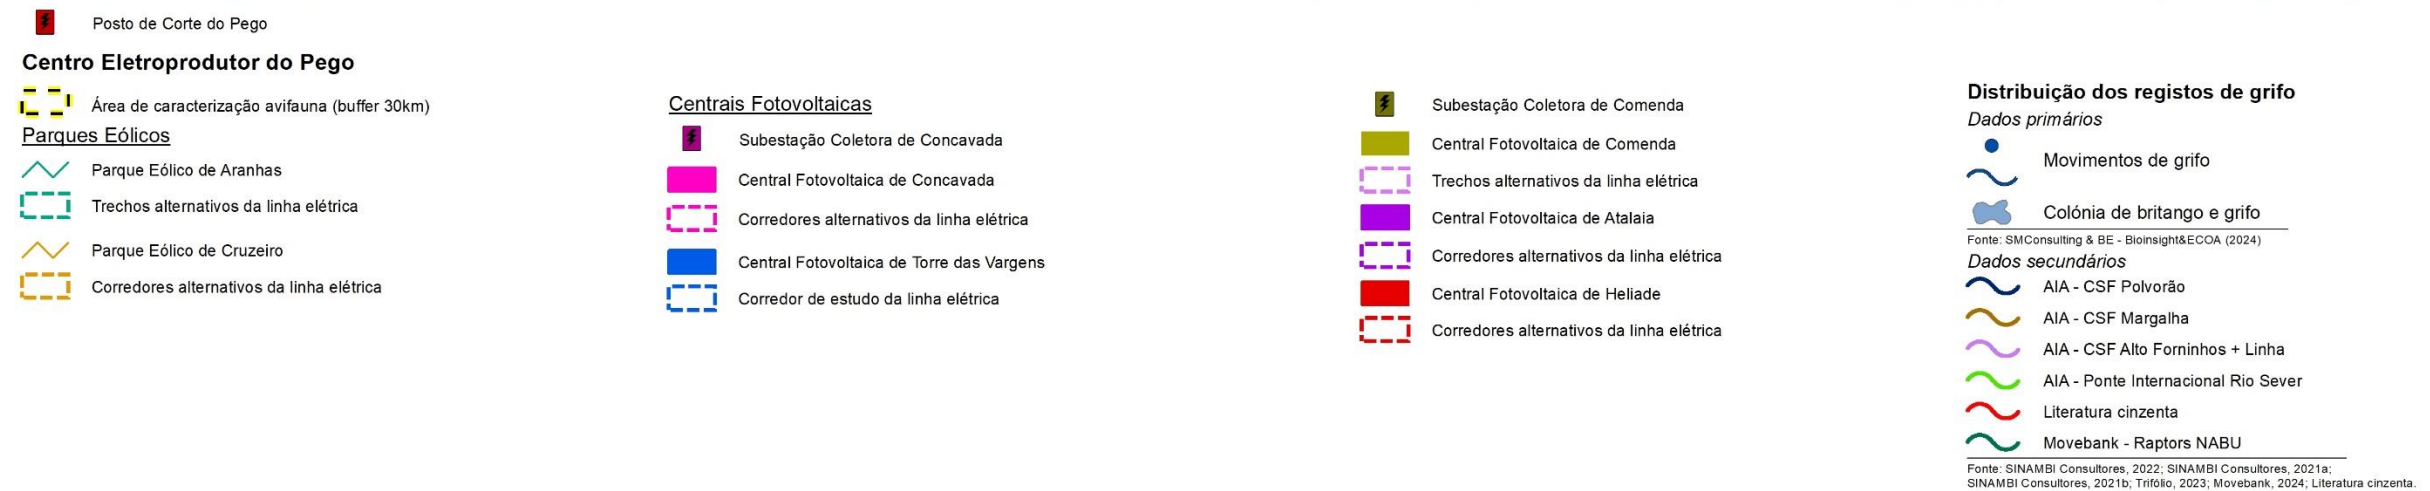 Posto de Corte do Pego
Centro Eletroprodutor do Pego
Área de caracterização avifauna (buffer 30km)
Parques Eólicos
Parque Eólico de Aranhas
Trechos alternativos da linha elétrica
Parque Eólico de Cruzeiro
Corredores alternativos da linha elétrica
Centrais Fotovoltaicas
Subestação Coletora de Concavada
Central Fotovoltaica de Concavada
Corredores alternativos da linha elétrica
Central Fotovoltaica de Torre das Vargens
Corredor de estudo da linha elétrica
Subestação Coletora de Comenda
Central Fotovoltaica de Comenda
Trechos alternativos da linha elétrica
Central Fotovoltaica de Atalaia
Corredores alternativos da linha elétrica
Central Fotovoltaica de Heliade
Corredores alternativos da linha elétrica
Distribuição dos registos de grifo
Dados primários
Movimentos de grifo
Colónia de britango e grifo
Fonte: SMConsulting & BE - Bioinsight&ECOA (2024)
Dados secundários
AIA - CSF Polvorão
AIA - CSF Margalha
AIA - CSF Alto Forninhos + Linha
AIA - Ponte Internacional Rio Sever
Literatura cinzenta
Movebank - Raptors NABU
Fonte: SINAMBI Consultores, 2022; SINAMBI Consultores, 2021a;
SINAMBI Consultores, 2021b; Trifólio, 2023; Movebank, 2024; Literatura cinzenta.